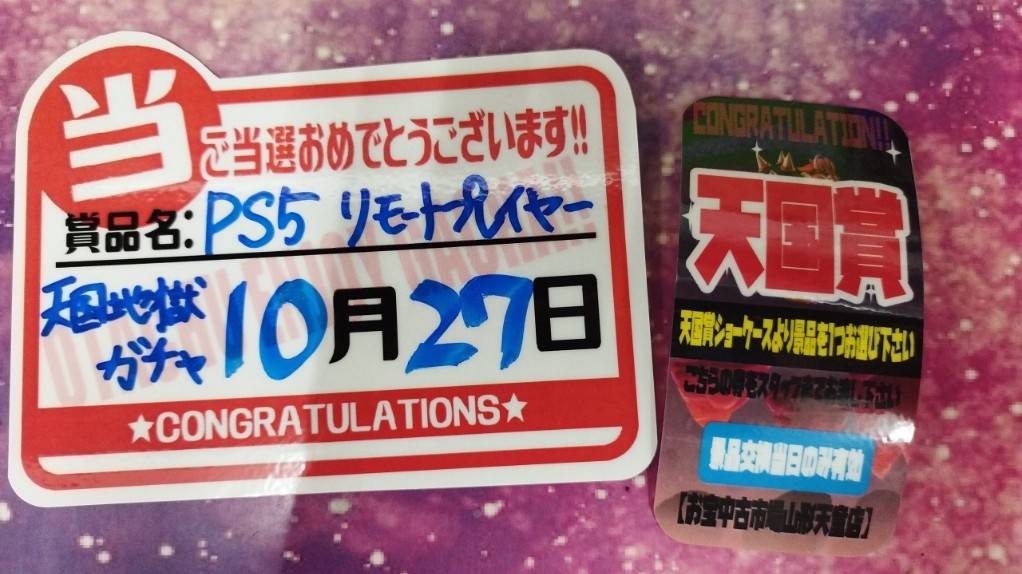 当
ご当選おめでとうございます!!
賞品名:PS5 リモートプレイヤー
天国地獄
ガチャ
10月27日
★CONGRATULATIONS★
CONGRATULATION!!
天国賞
天国賞ショーケースより景品を1つお選び下さい
こちらの券をスタッフまでお渡し下さい
景品交換当日のみ有効
【お宝中古市場山形天童店】